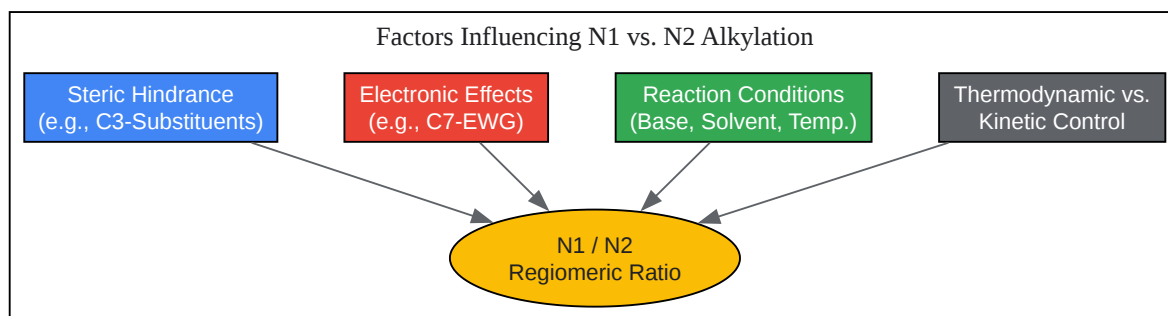 Factors Influencing N1 vs. N2 Alkylation
Steric Hindrance
(e.g., C3-Substituents)
Electronic Effects
(e.g., C7-EWG)
Reaction Conditions
(Base, Solvent, Temp.)
Thermodynamic vs.
Kinetic Control
N1 / N2
Regiomeric Ratio